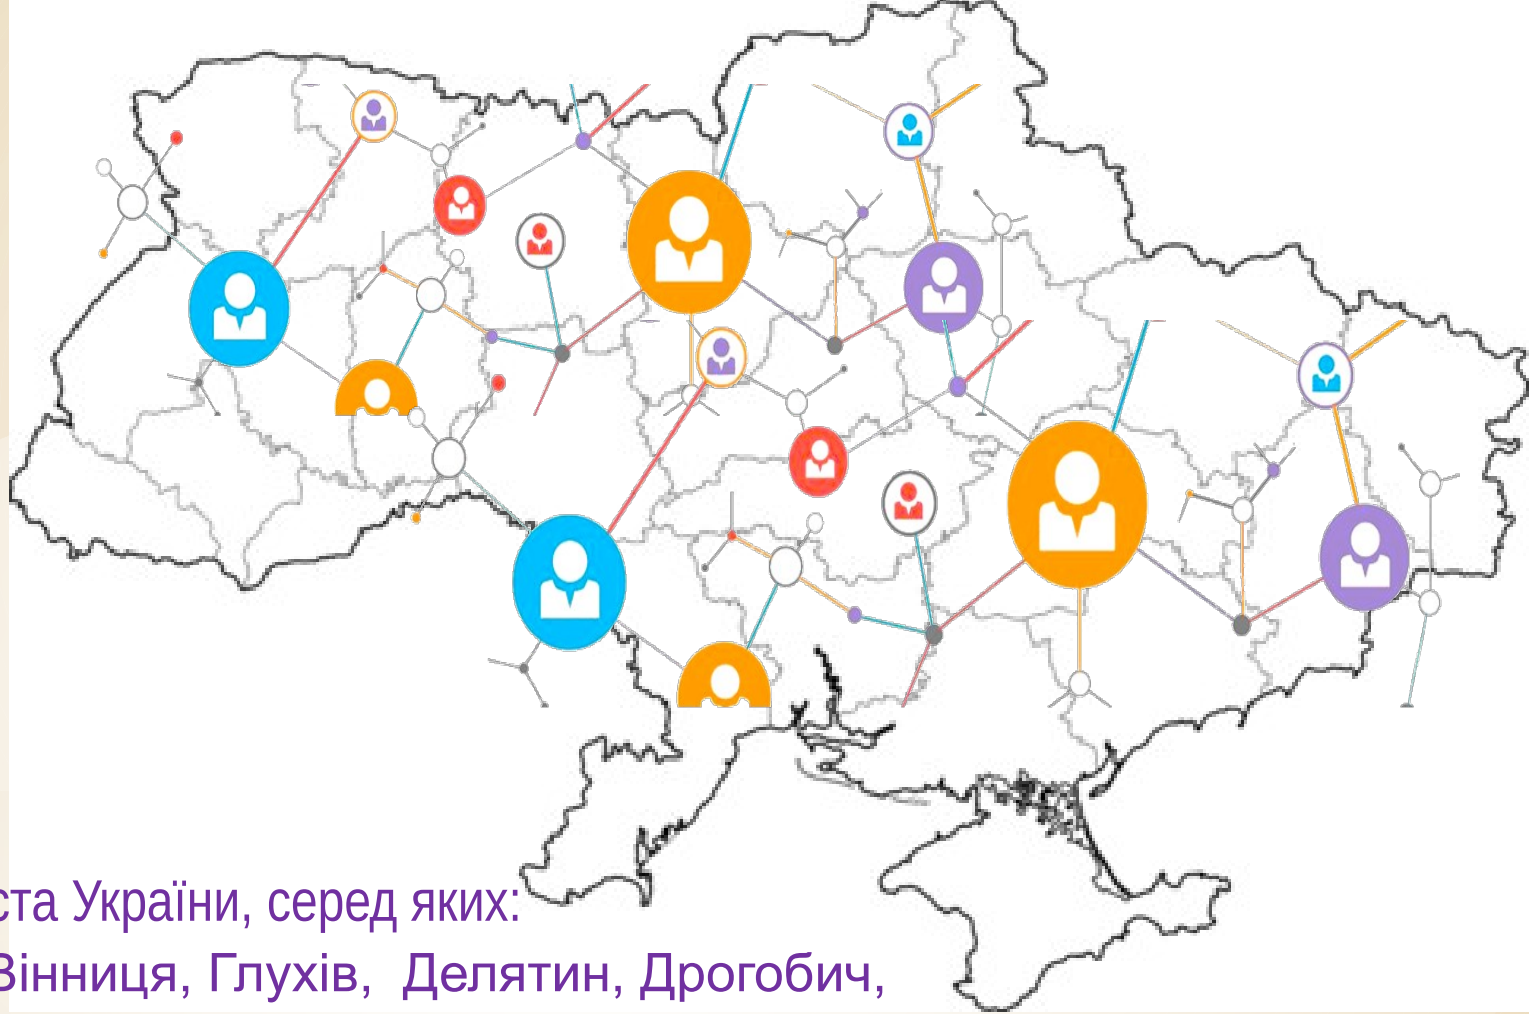 ста України, серед яких:
Вінниця, Глухів, Делятин, Дрогобич,